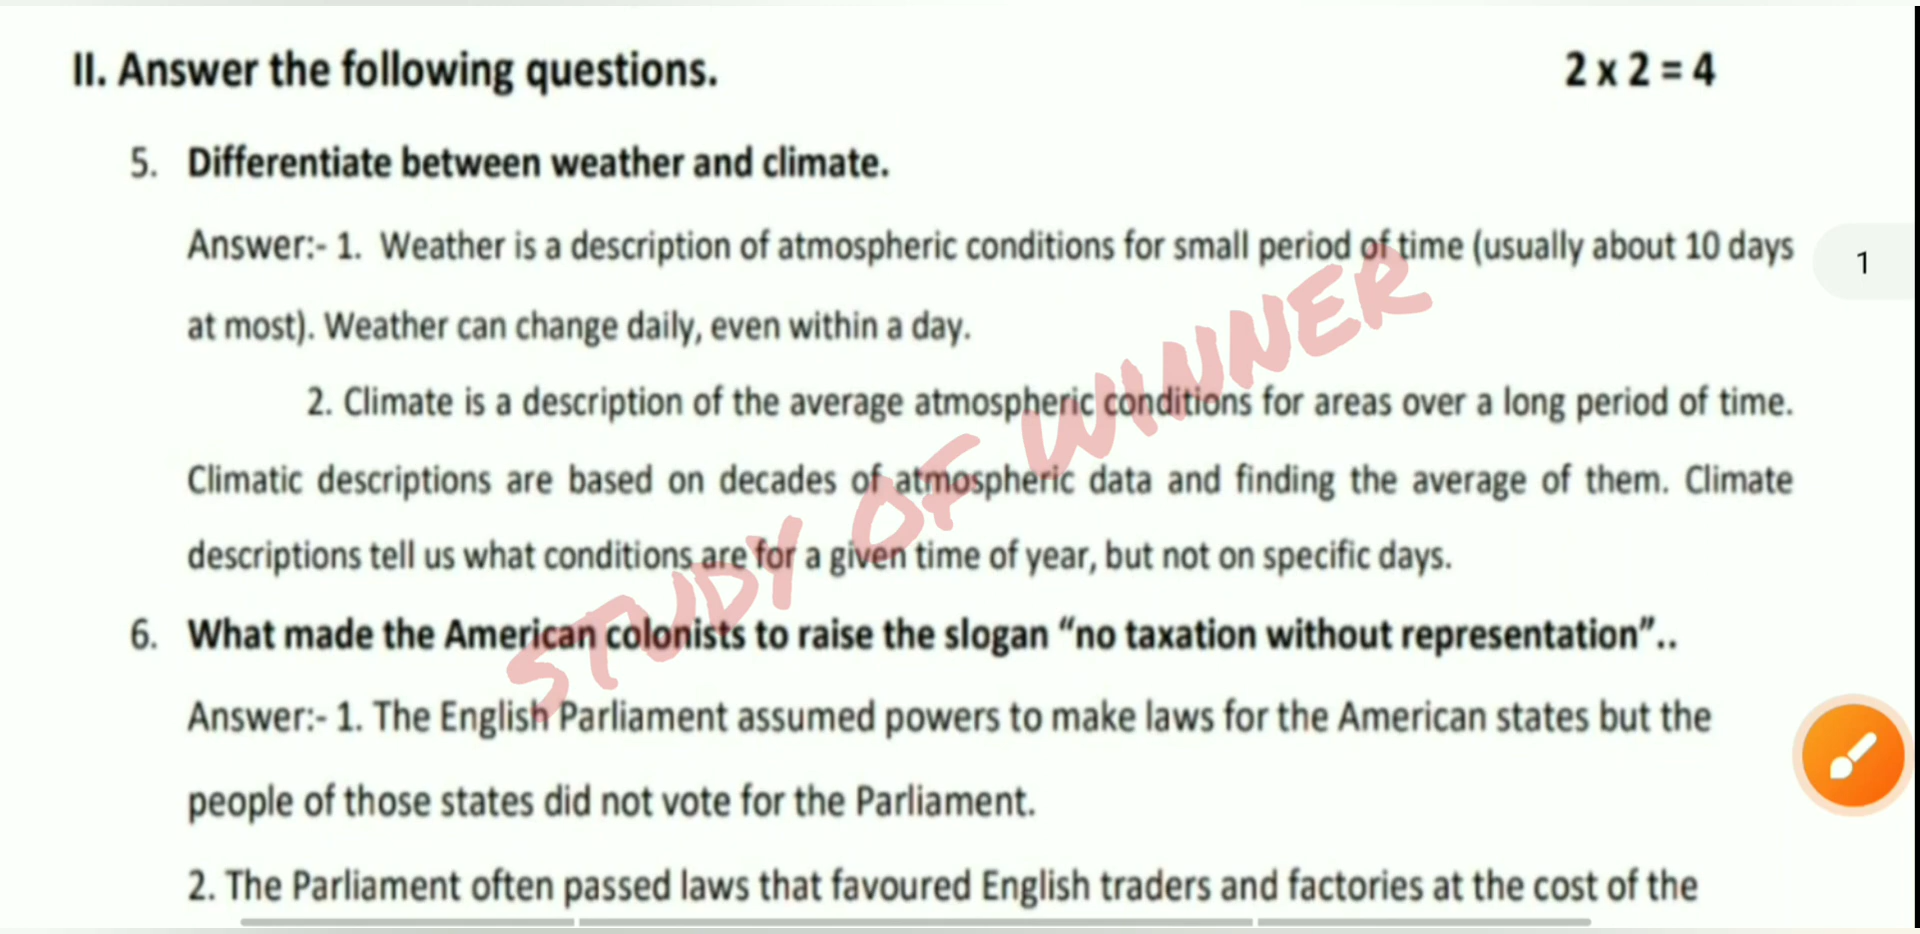 II. Answer the following questions. 2 x 2 = 4
5. Differentiate between weather and climate.
Answer:- 1. Weather is a description of atmospheric conditions for small period of time (usually about 10 days
1
at most). Weather can change daily, even within a day.
2. Climate is a description of the average atmospheric conditions for areas over a long period of time.
Climatic descriptions are based on decades of atmospheric data and finding the average of them. Climate
descriptions tell us what conditions are for a given time of year, but not on specific days.
6. What made the American colonists to raise the slogan “no taxation without representation”..
Answer:- 1. The English Parliament assumed powers to make laws for the American states but the
people of those states did not vote for the Parliament.
2. The Parliament often passed laws that favoured English traders and factories at the cost of the
STUDY OF WINNER